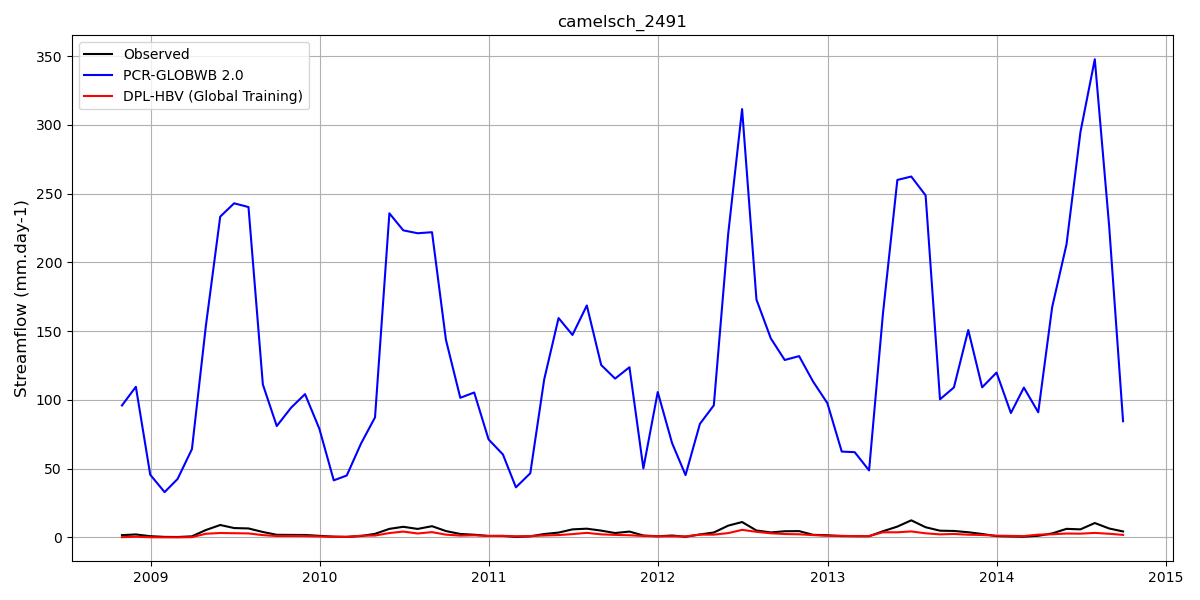 camelsch_2491
Observed
PCR-GLOBWB 2.0
DPL-HBV (Global Training)
Streamflow (mm.day-1)
350
300
250
200
150
100
50
0
2009 2010 2011 2012 2013 2014 2015